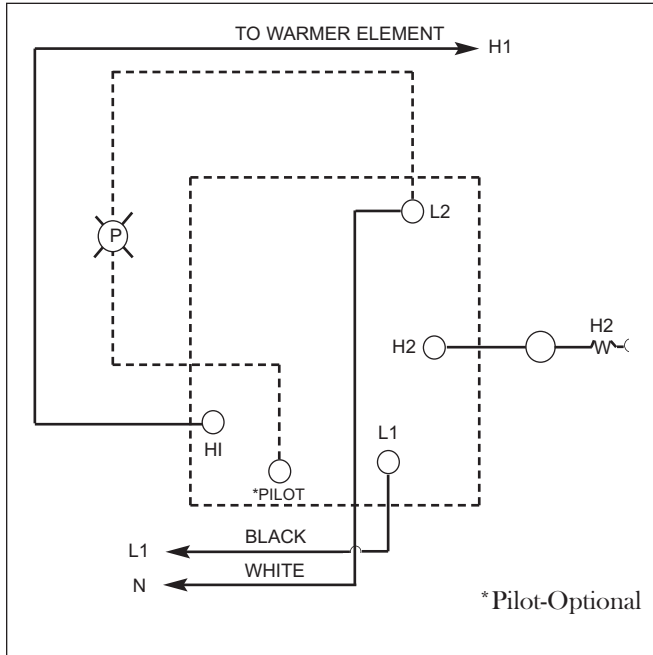 TO WARMER ELEMENT
H1
P
L2
H2
H2
L1
HI
*PILOT
BLACK
L1
WHITE
N
*Pilot-Optional